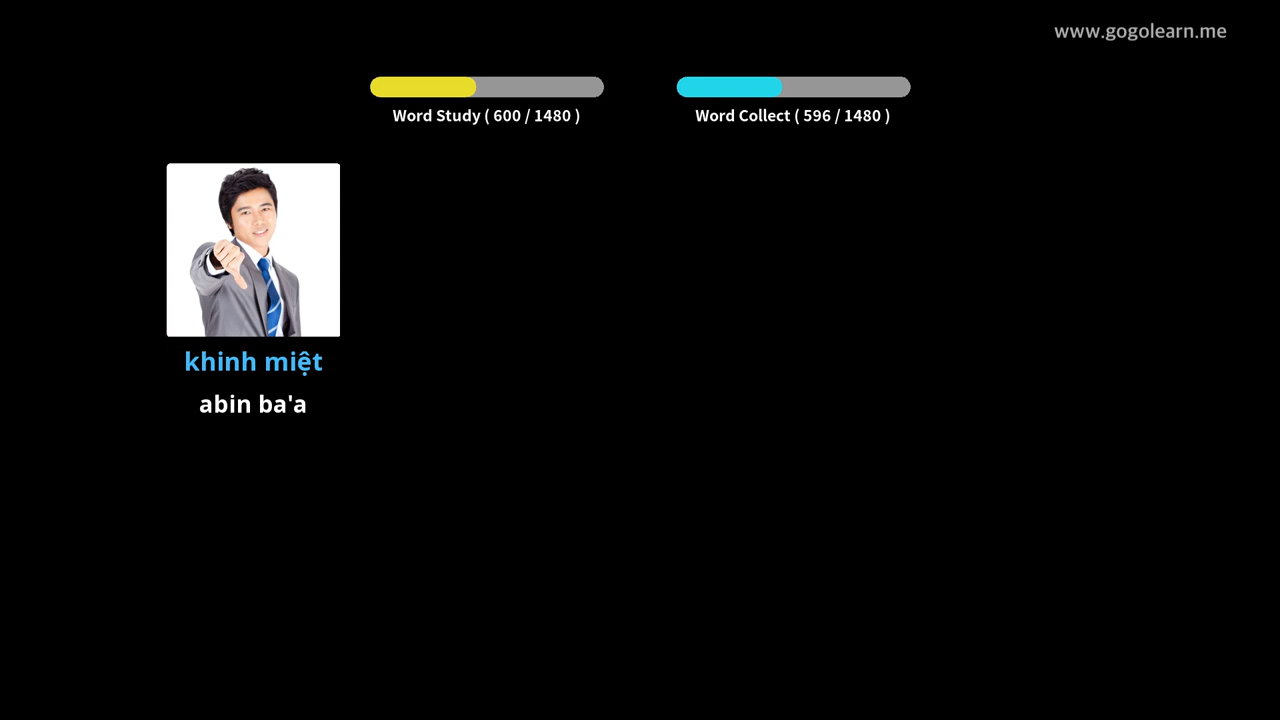 www.gogolearn.me
Word Study ( 600 / 1480 )
Word Collect ( 596 / 1480 )
khinh miệt
abin ba'a